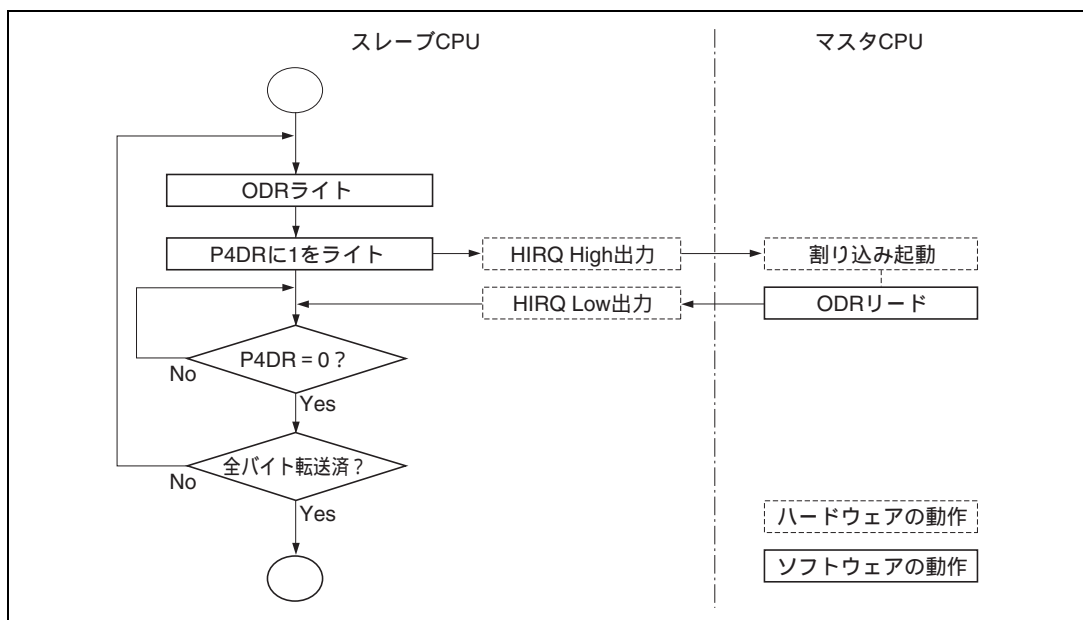 スレーブCPU
マスタCPU
ODRライト
P4DRに1をライト
HIRQ High出力
割り込み起動
HIRQ Low出力
ODRリード
P4DR = 0?
No
Yes
全バイト転送済?
No
Yes
ハードウェアの動作
ソフトウェアの動作